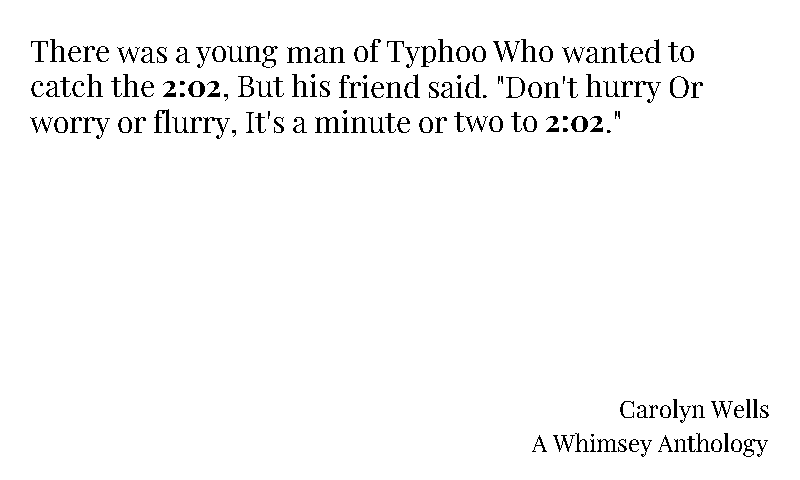 There was a young man of Typhoo Who wanted to
catch the 2:02, But his friend said. "Don't hurry Or
worry or flurry, It's a minute or two to 2:02."
Carolyn Wells
A Whimsey Anthology